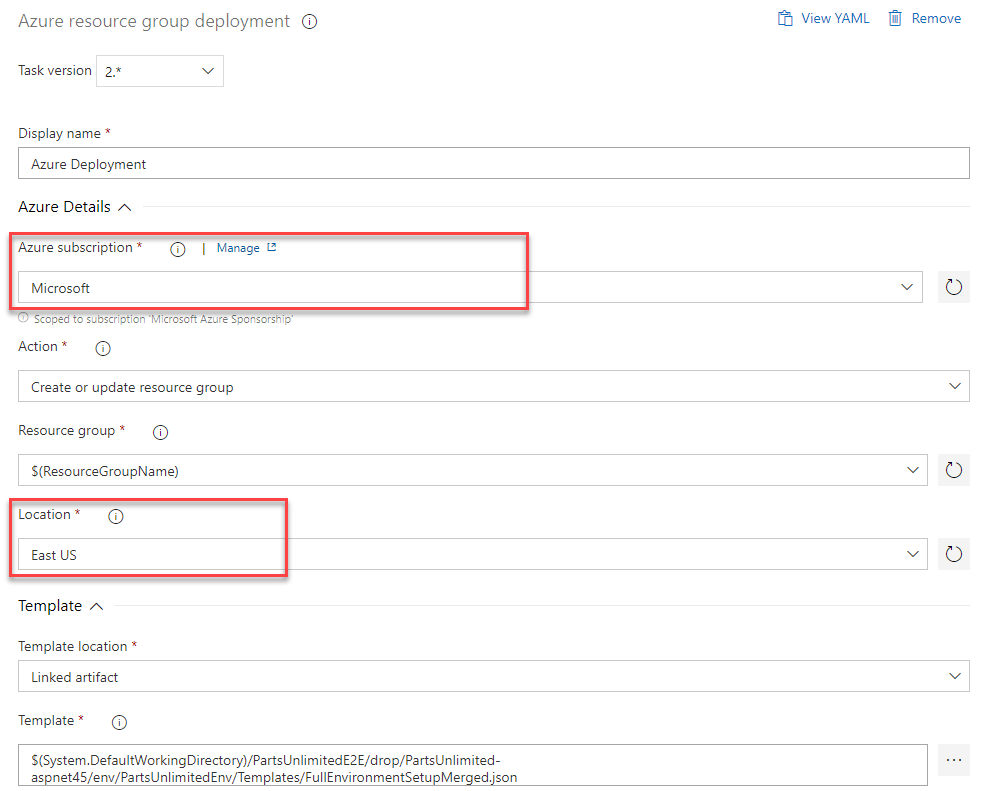 Azure resource group deployment
View YAML Remove
Task version 2.*
Display name *
Azure Deployment
Azure Details
Azure subscription * | Manage
Microsoft
Scoped to subscription 'Microsoft Azure Sponsorship'
Action *
Create or update resource group
Resource group *
$(ResourceGroupName)
Location *
East US
Template
Template location *
Linked artifact
Template *
$(System.DefaultWorkingDirectory)/PartsUnlimitedE2E/drop/PartsUnlimited-
aspnet45/env/PartsUnlimitedEnv/Templates/FullEnvironmentSetupMerged.json